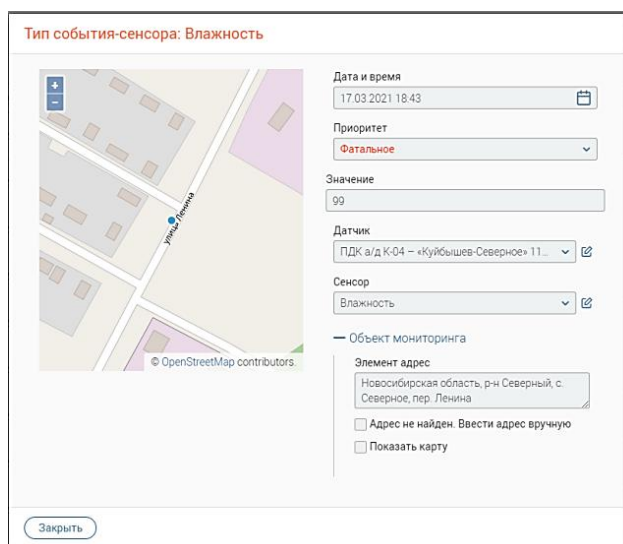 Тип события-сенсора: Влажность
+
−
улица Ленина
© OpenStreetMap contributors.
Дата и время
17.03.2021 18:43
Приоритет
Фатальное
Значение
99
Датчик
ПДК а/д К-04 – «Куйбышев-Северное» 11...
Сенсор
Влажность
— Объект мониторинга
Элемент адрес
Новосибирская область, р-н Северный, с.
Северное, пер. Ленина
Адрес не найден. Ввести адрес вручную
Показать карту
Закрыть